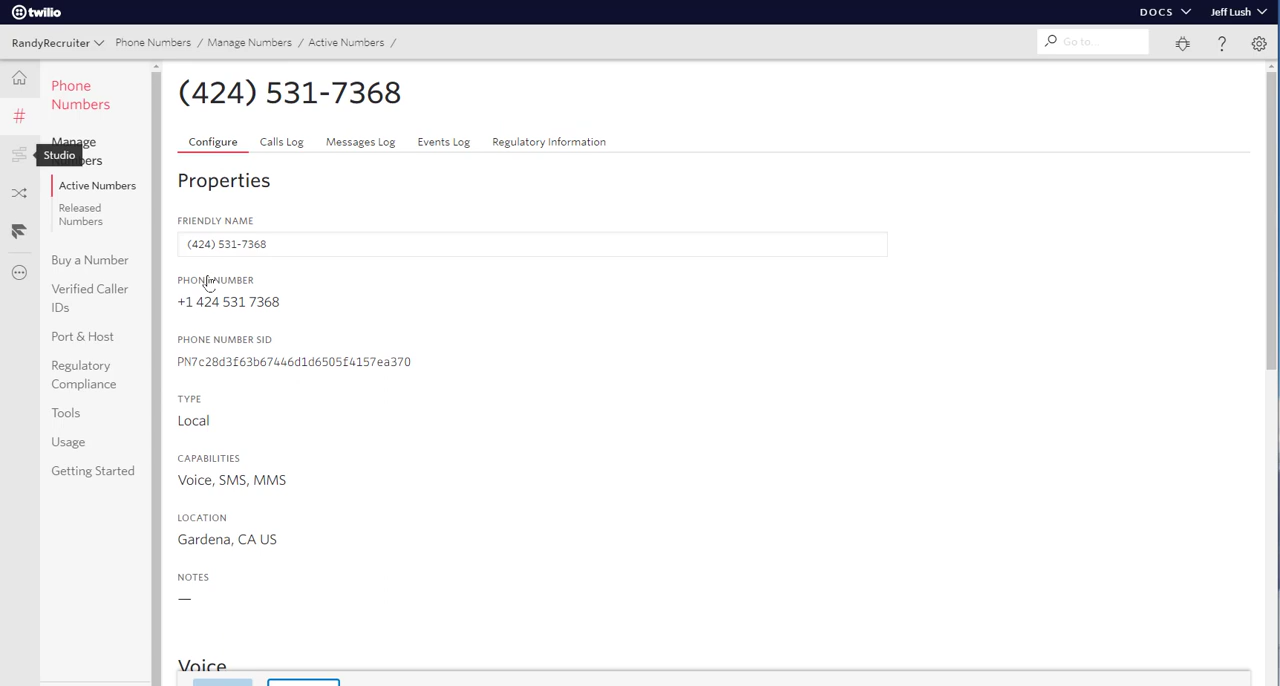 twilio
DOCS
Jeff Lush
RandyRecruiter
Phone Numbers / Manage Numbers / Active Numbers /
Go to...
Phone
Numbers
Manage
Studio
Active Numbers
Released
Numbers
Buy a Number
Verified Caller
IDs
Port & Host
Regulatory
Compliance
Tools
Usage
Getting Started
(424) 531-7368
Configure
Calls Log
Messages Log
Events Log
Regulatory Information
Properties
FRIENDLY NAME
(424) 531-7368
PHONE NUMBER
+1 424 531 7368
PHONE NUMBER SID
PN7c28d3f63b67446d1d6505f4157ea370
TYPE
Local
CAPABILITIES
Voice, SMS, MMS
LOCATION
Gardena, CA US
NOTES
—
Voice